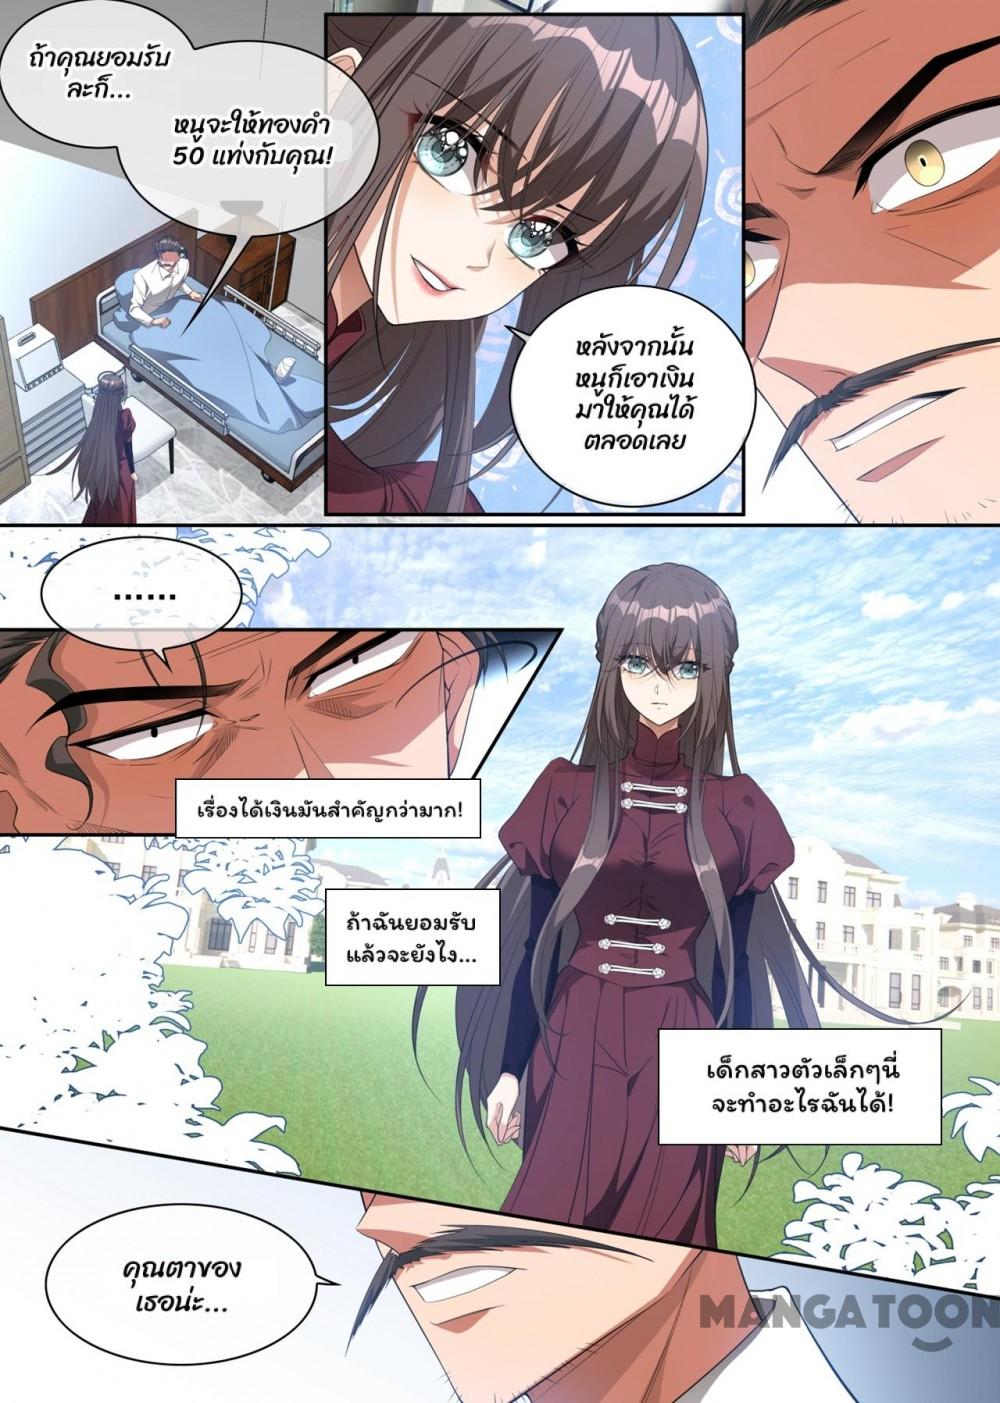 ถ้าคุณยอมรับ
ละก็...
หนูจะให้ทองคำ
50 แท่งกับคุณ!
หลังจากนั้น
หนูก็เอาเงิน
มาให้คุณได้
ตลอดเลย
......
เรื่องได้เงินมันสำคัญกว่ามาก!
ถ้าฉันยอมรับ
แล้วจะยังไง...
เด็กสาวตัวเล็กๆนี่
จะทำอะไรฉันได้!
คุณตาของ
เธอน่ะ...
MANGATOON